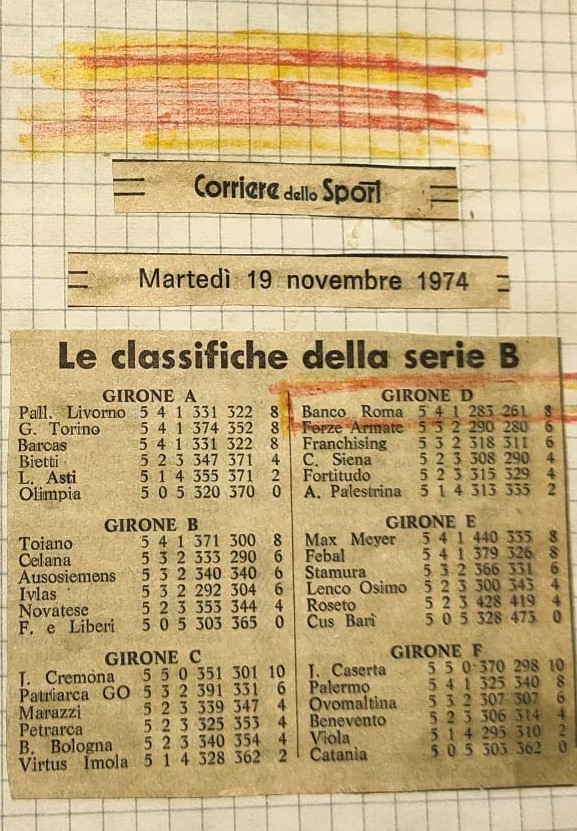 Corriere dello Sport
Martedì 19 novembre 1974
Le classifiche della serie B
GIRONE A
Pall. Livorno 5 4 1 331 322 8
G. Torino 5 4 1 374 352 8
Barcas 5 4 1 331 322 8
Bietti 5 2 3 347 371 4
L. Asti 5 1 4 355 371 2
Olimpia 5 0 5 320 370 0
GIRONE B
Toiano 5 4 1 371 300 8
Celana 5 3 2 333 290 6
Ausosiemens 5 3 2 340 340 6
Ivlas 5 3 2 292 304 6
Novatese 5 2 3 353 344 4
F. e Liberi 5 0 5 303 365 0
GIRONE C
J. Cremona 5 5 0 351 301 10
Patriarca GO 5 3 2 391 331 6
Marazzi 5 2 3 339 347 4
Petrarca 5 2 3 325 353 4
B. Bologna 5 2 3 340 354 4
Virtus Imola 5 1 4 328 362 2
GIRONE D
Banco Roma 5 4 1 283 261 8
Forze Armate 5 3 2 290 280 6
Franchising 5 3 2 318 311 6
C. Siena 5 2 3 308 290 4
Fortitudo 5 2 3 315 329 4
A. Palestrina 5 1 4 313 335 2
GIRONE E
Max Meyer 5 4 1 440 335 8
Febal 5 4 1 379 326 8
Stamura 5 3 2 366 331 6
Lenco Osimo 5 2 3 300 343 4
Roseto 5 2 3 428 419 4
Cus Bari 5 0 5 328 473 0
GIRONE F
J. Caserta 5 5 0 370 298 10
Palermo 5 4 1 325 340 8
Ovomaltina 5 3 2 307 307 6
Benevento 5 2 3 306 314 4
Viola 5 1 4 295 310 2
Catania 5 0 5 303 362 0